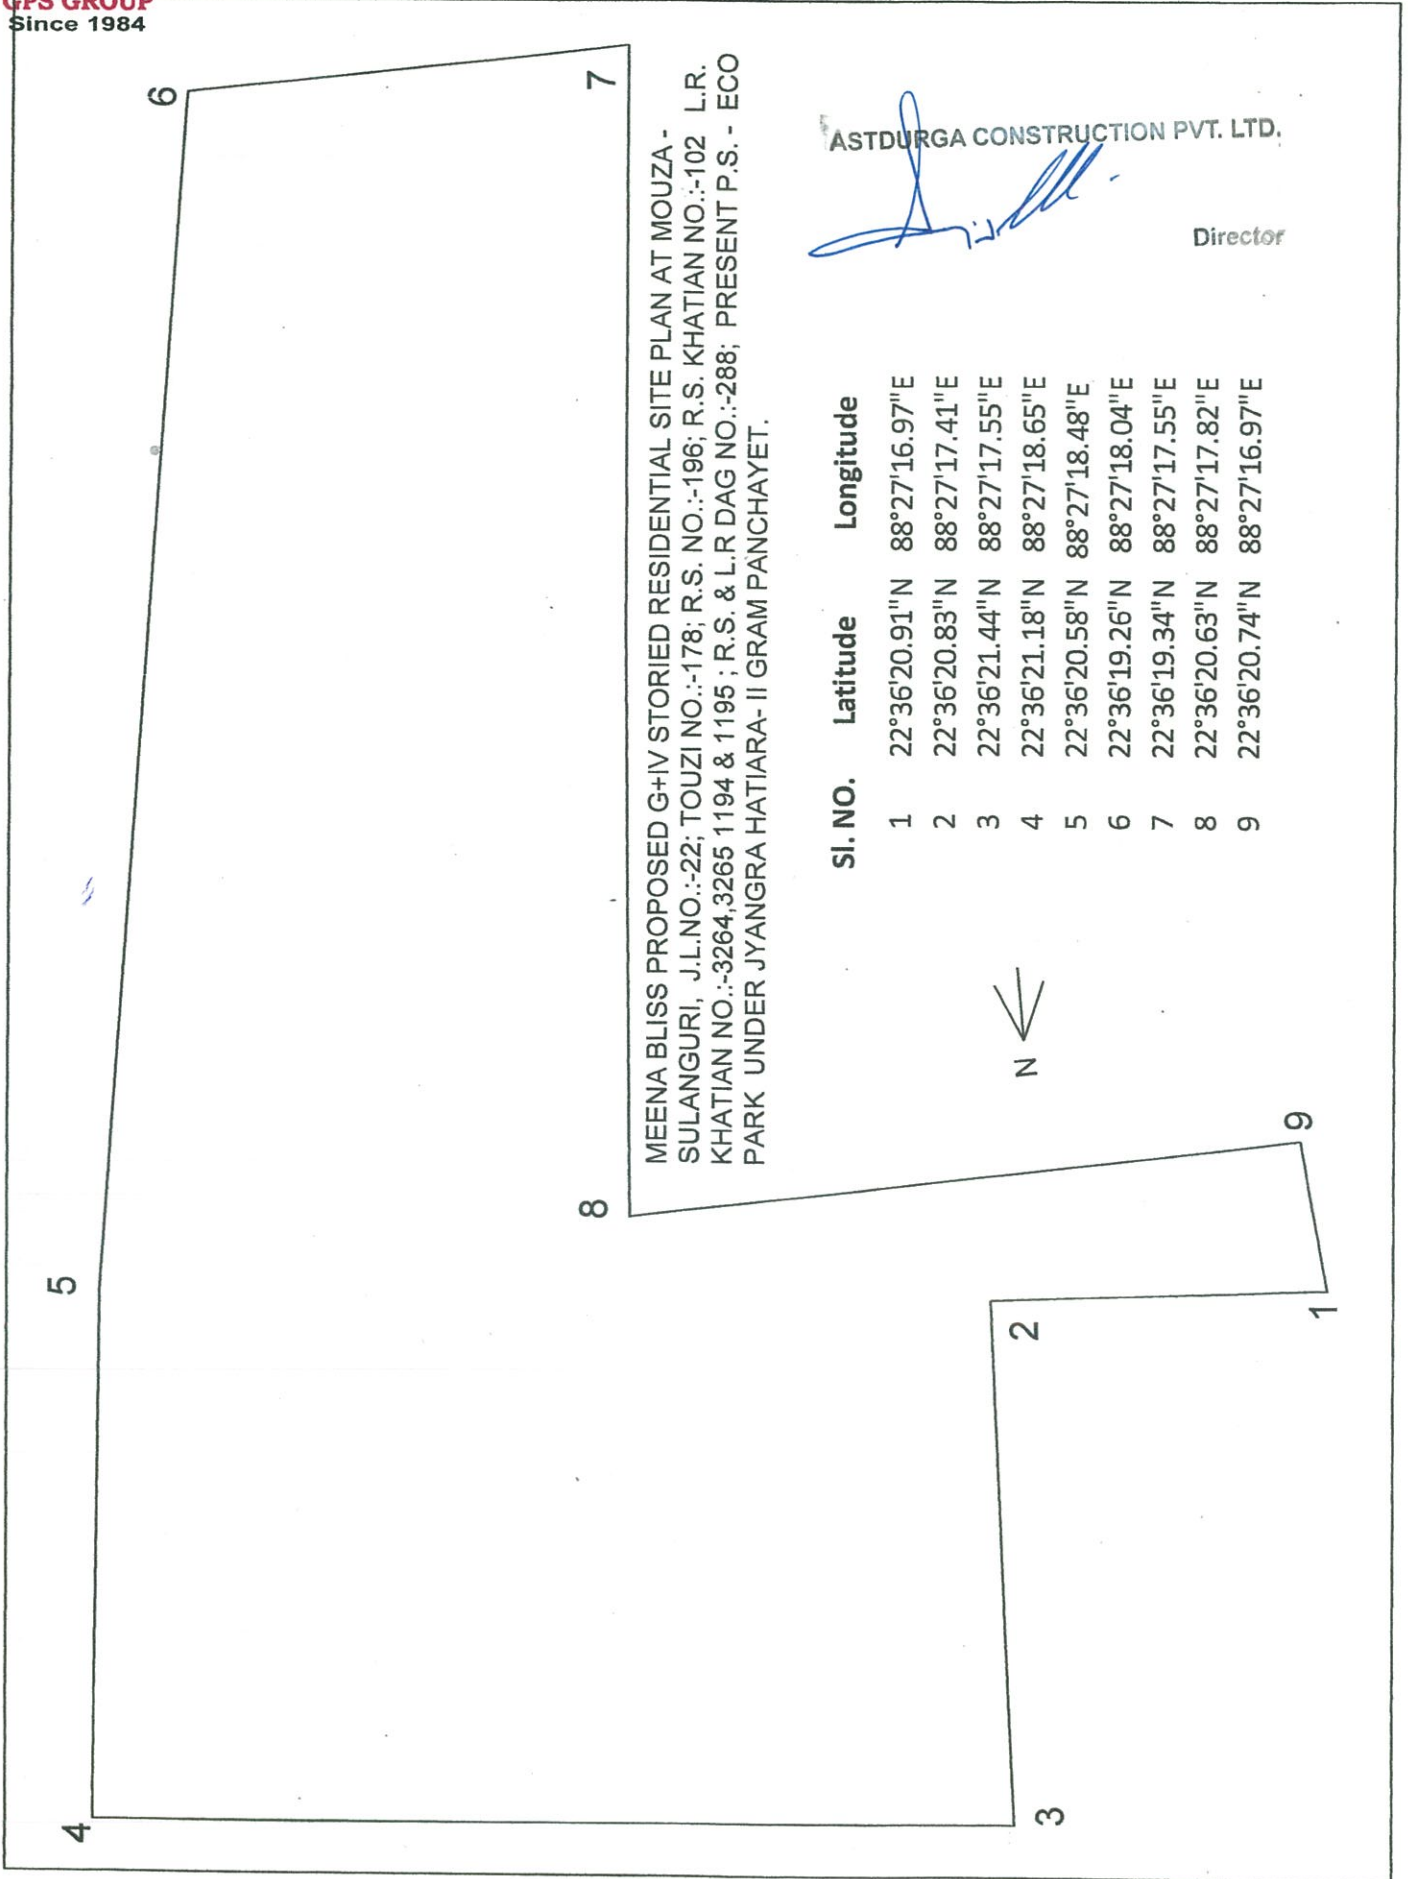 GPS GROUP
Since 1984
4
5
6
7
8
3
2
1
9
N
MEENA BLISS PROPOSED G+IV STORIED RESIDENTIAL SITE PLAN AT MOUZA -
SULANGURI, J.L.NO.:-22; TOUZI NO.:-178; R.S. NO.:-196; R.S. KHATIAN NO.:-102 L.R.
KHATIAN NO.:-3264,3265 1194 & 1195 ; R.S. & L.R DAG NO.:-288; PRESENT P.S. - ECO
PARK UNDER JYANGRA HATIARA- II GRAM PANCHAYET.
Sl. NO. Latitude Longitude
1 22°36'20.91"N 88°27'16.97"E
2 22°36'20.83"N 88°27'17.41"E
3 22°36'21.44"N 88°27'17.55"E
4 22°36'21.18"N 88°27'18.65"E
5 22°36'20.58"N 88°27'18.48"E
6 22°36'19.26"N 88°27'18.04"E
7 22°36'19.34"N 88°27'17.55"E
8 22°36'20.63"N 88°27'17.82"E
9 22°36'20.74"N 88°27'16.97"E
ASTDURGA CONSTRUCTION PVT. LTD.
Director